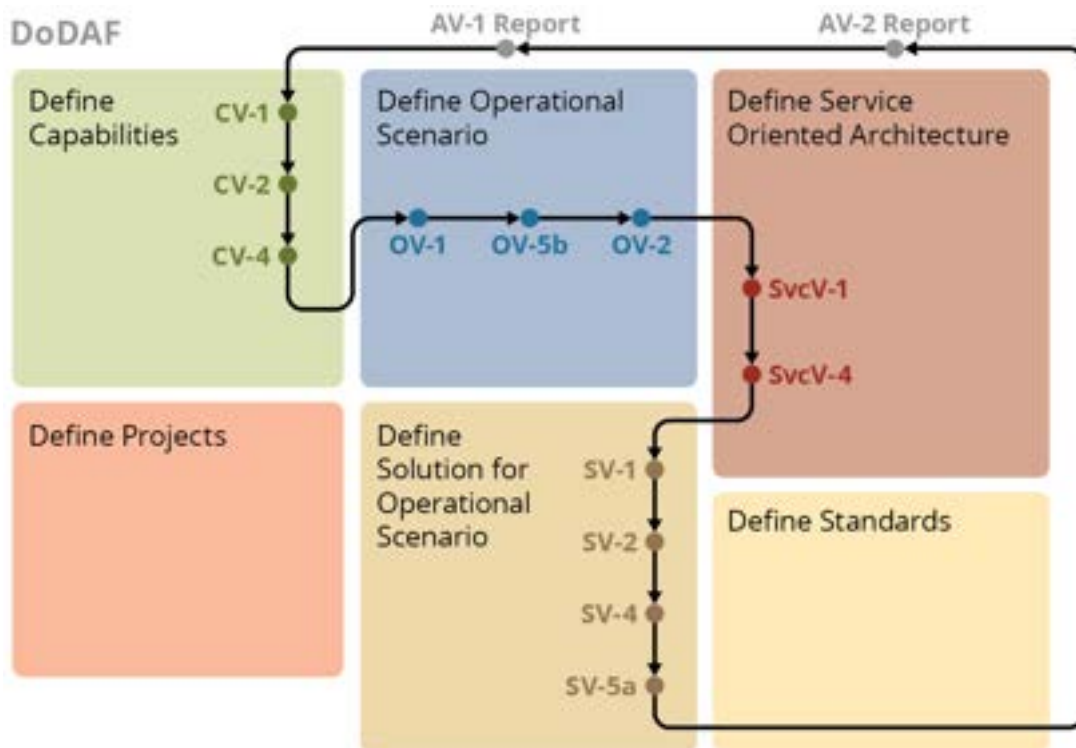 DoDAF
AV-1 Report
AV-2 Report
Define
Capabilities
CV-1
CV-2
CV-4
Define Operational
Scenario
OV-1
OV-5b
OV-2
Define Service
Oriented Architecture
SvcV-1
SvcV-4
Define Projects
Define
Solution for
Operational
Scenario
SV-1
SV-2
SV-4
SV-5a
Define Standards